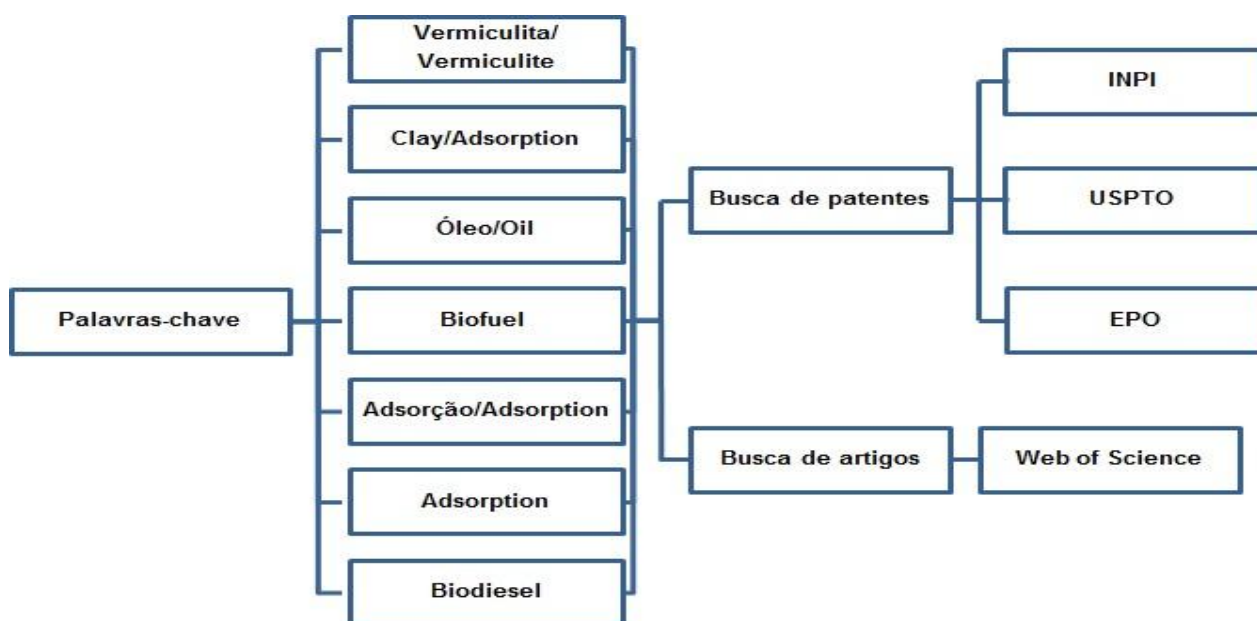 Palavras-chave
Vermiculita/
Vermiculite
Clay/Adsorption
Óleo/Oil
Biofuel
Adsorção/Adsorption
Adsorption
Biodiesel
Busca de patentes
Busca de artigos
INPI
USPTO
EPO
Web of Science